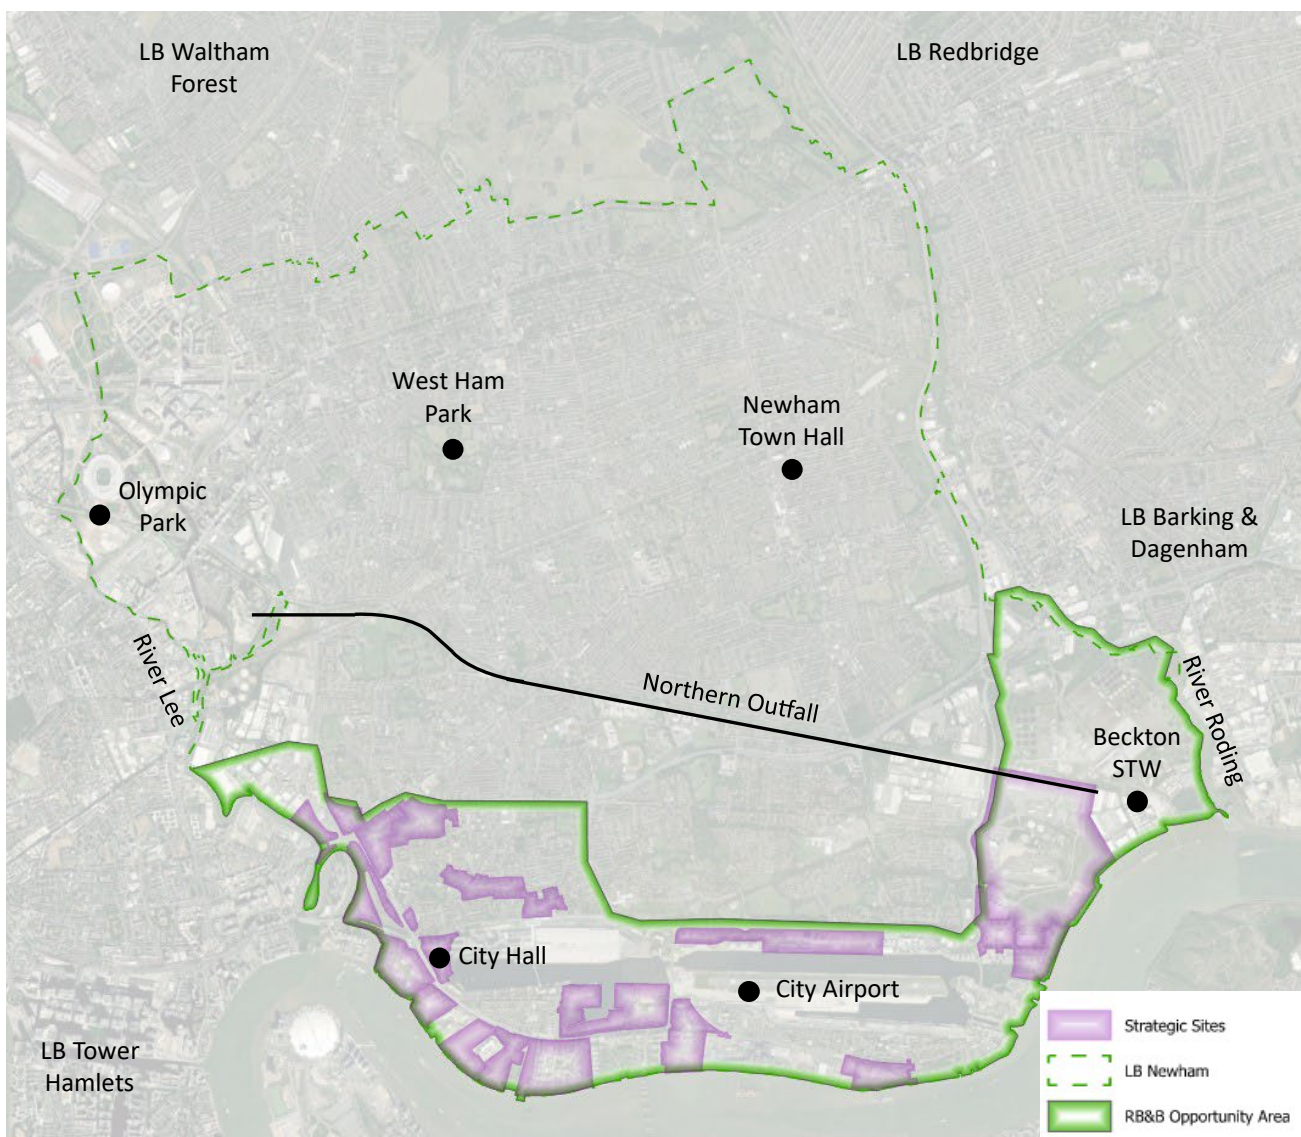 LB Waltham
Forest
LB Redbridge
West Ham
Park
Newham
Town Hall
Olympic
Park
LB Barking &
Dagenham
River Lee
Northern Outfall
River Roding
Beckton
STW
City Hall
City Airport
LB Tower
Hamlets
Strategic Sites
LB Newham
RB&B Opportunity Area